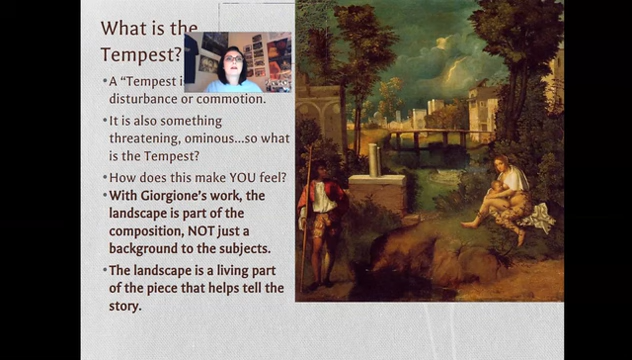 What is the
Tempest?
•A “Tempest i
disturbance or commotion.
•It is also something
threatening, ominous...so what
is the Tempest?
•How does this make YOU feel?
•With Giorgione's work, the
landscape is part of the
composition, NOT just a
background to the subjects.
•The landscape is a living part
of the piece that helps tell the
story.